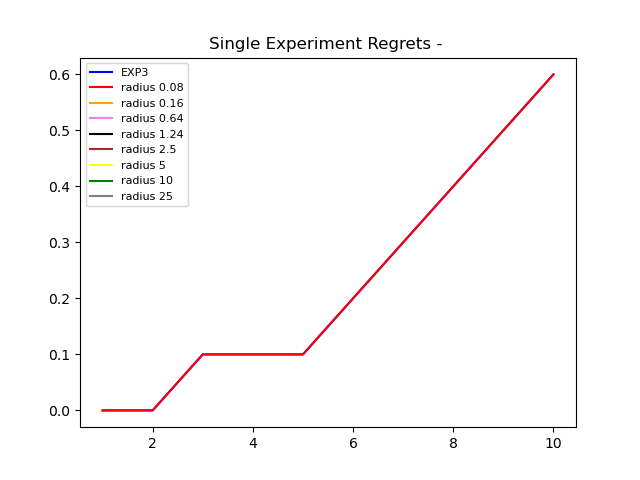 Single Experiment Regrets -
0.6
0.5
0.4
0.3
0.2
0.1
0.0
EXP3
radius 0.08
radius 0.16
radius 0.64
radius 1.24
radius 2.5
radius 5
radius 10
radius 25
2 4 6 8 10